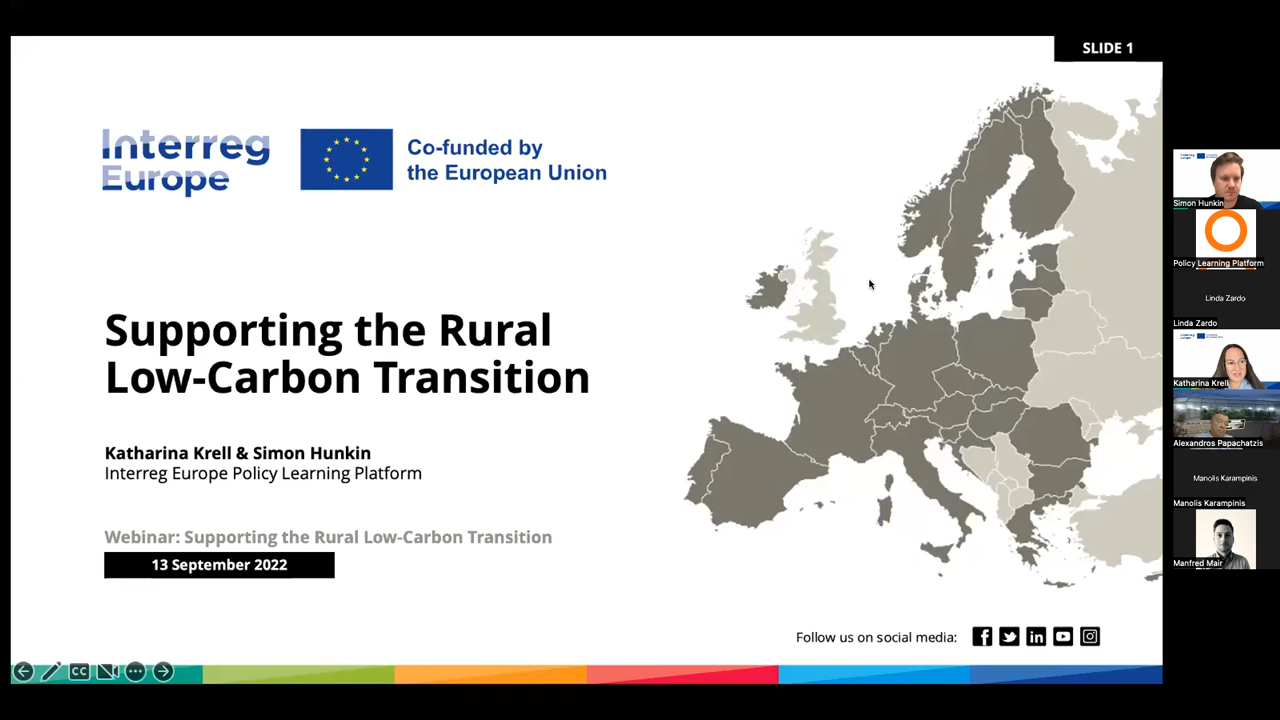 SLIDE 1
Interreg
Europe
Co-funded by
the European Union
Supporting the Rural
Low-Carbon Transition
Katharina Krell & Simon Hunkin
Interreg Europe Policy Learning Platform
Webinar: Supporting the Rural Low-Carbon Transition
13 September 2022
Follow us on social media:
CC
Simon Hunkin
Policy Learning Platform
Linda Zardo
Linda Zardo
Katharina Krell
Alexandros Papachatzis
Manolis Karampinis
Manolis Karampinis
Manfred Mair